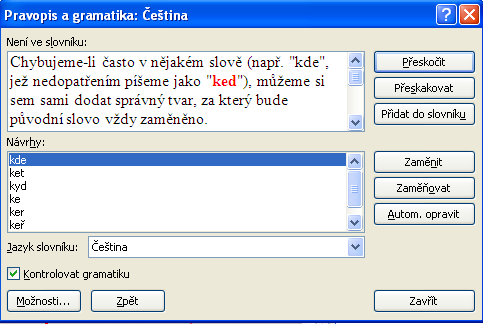 Pravopis a gramatika: Čeština
Není ve slovníku:
Chybujeme-li často v nějakém slově (např. "kde",
jež nedopatřením píšeme jako "ked"), můžeme si
sem sami dodat správný tvar, za který bude
původní slovo vždy zaměněno.
Přeskočit
Přeskakovat
Přidat do slovníku
Návrhy:
kde
ket
kyd
ke
ker
keř
Zaměnit
Zaměňovat
Autom. opravit
Jazyk slovníku:
Čeština
Kontrolovat gramatiku
Možnosti...
Zpět
Zavřít